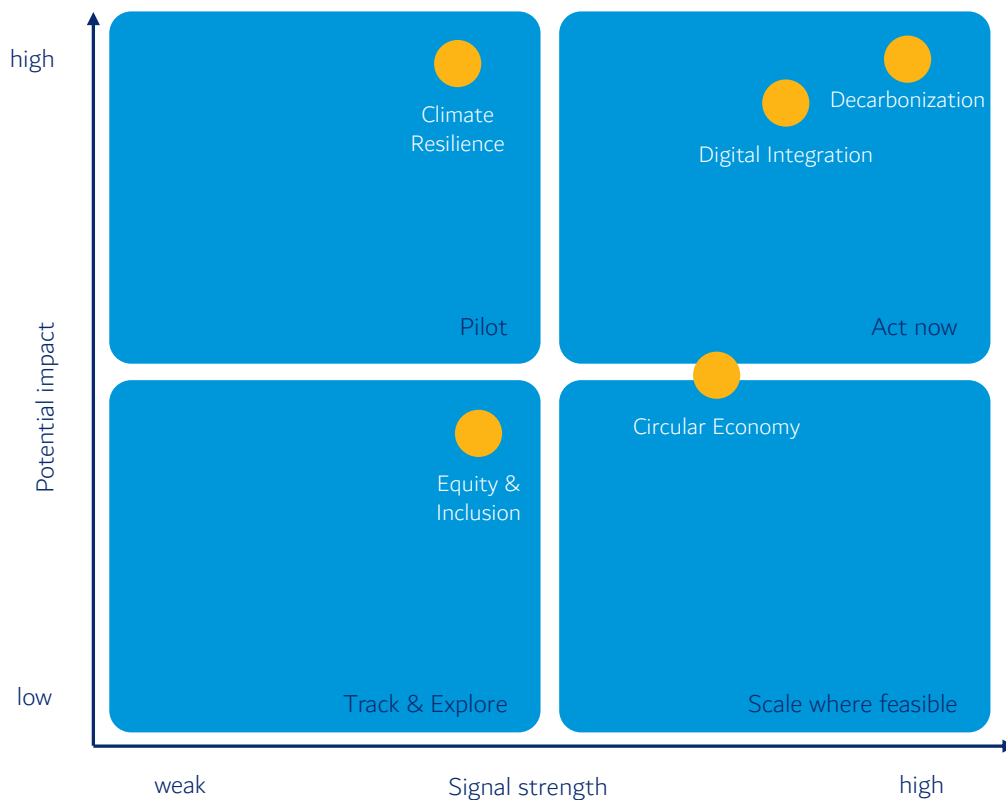 high
Climate
Resilience
Decarbonization
Digital Integration
Pilot
Act now
Potential impact
Circular Economy
Equity &
Inclusion
low
Track & Explore
Scale where feasible
weak
Signal strength
high